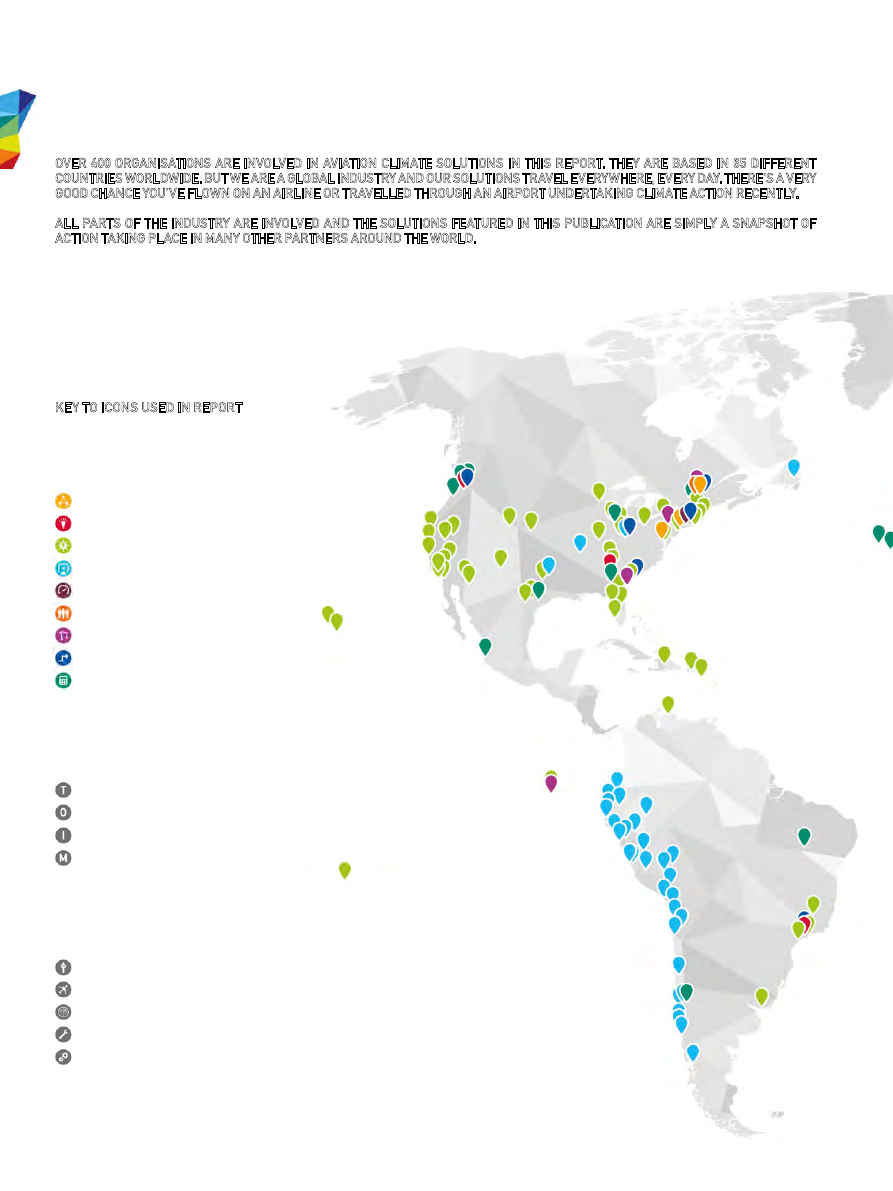 OVER 400 ORGANISATIONS ARE INVOLVED IN AVIATION CLIMATE SOLUTIONS IN THIS REPORT. THEY ARE BASED IN 85 DIFFERENT
COUNTRIES WORLDWIDE. BUT WE ARE A GLOBAL INDUSTRY AND OUR SOLUTIONS TRAVEL EVERYWHERE, EVERY DAY. THERE'S A VERY
GOOD CHANCE YOU'VE FLOWN ON AN AIRLINE OR TRAVELLED THROUGH AN AIRPORT UNDERTAKING CLIMATE ACTION RECENTLY.
ALL PARTS OF THE INDUSTRY ARE INVOLVED AND THE SOLUTIONS FEATURED IN THIS PUBLICATION ARE SIMPLY A SNAPSHOT OF
ACTION TAKING PLACE IN MANY OTHER PARTNERS AROUND THE WORLD.
KEY TO ICONS USED IN REPORT
T
O
I
M